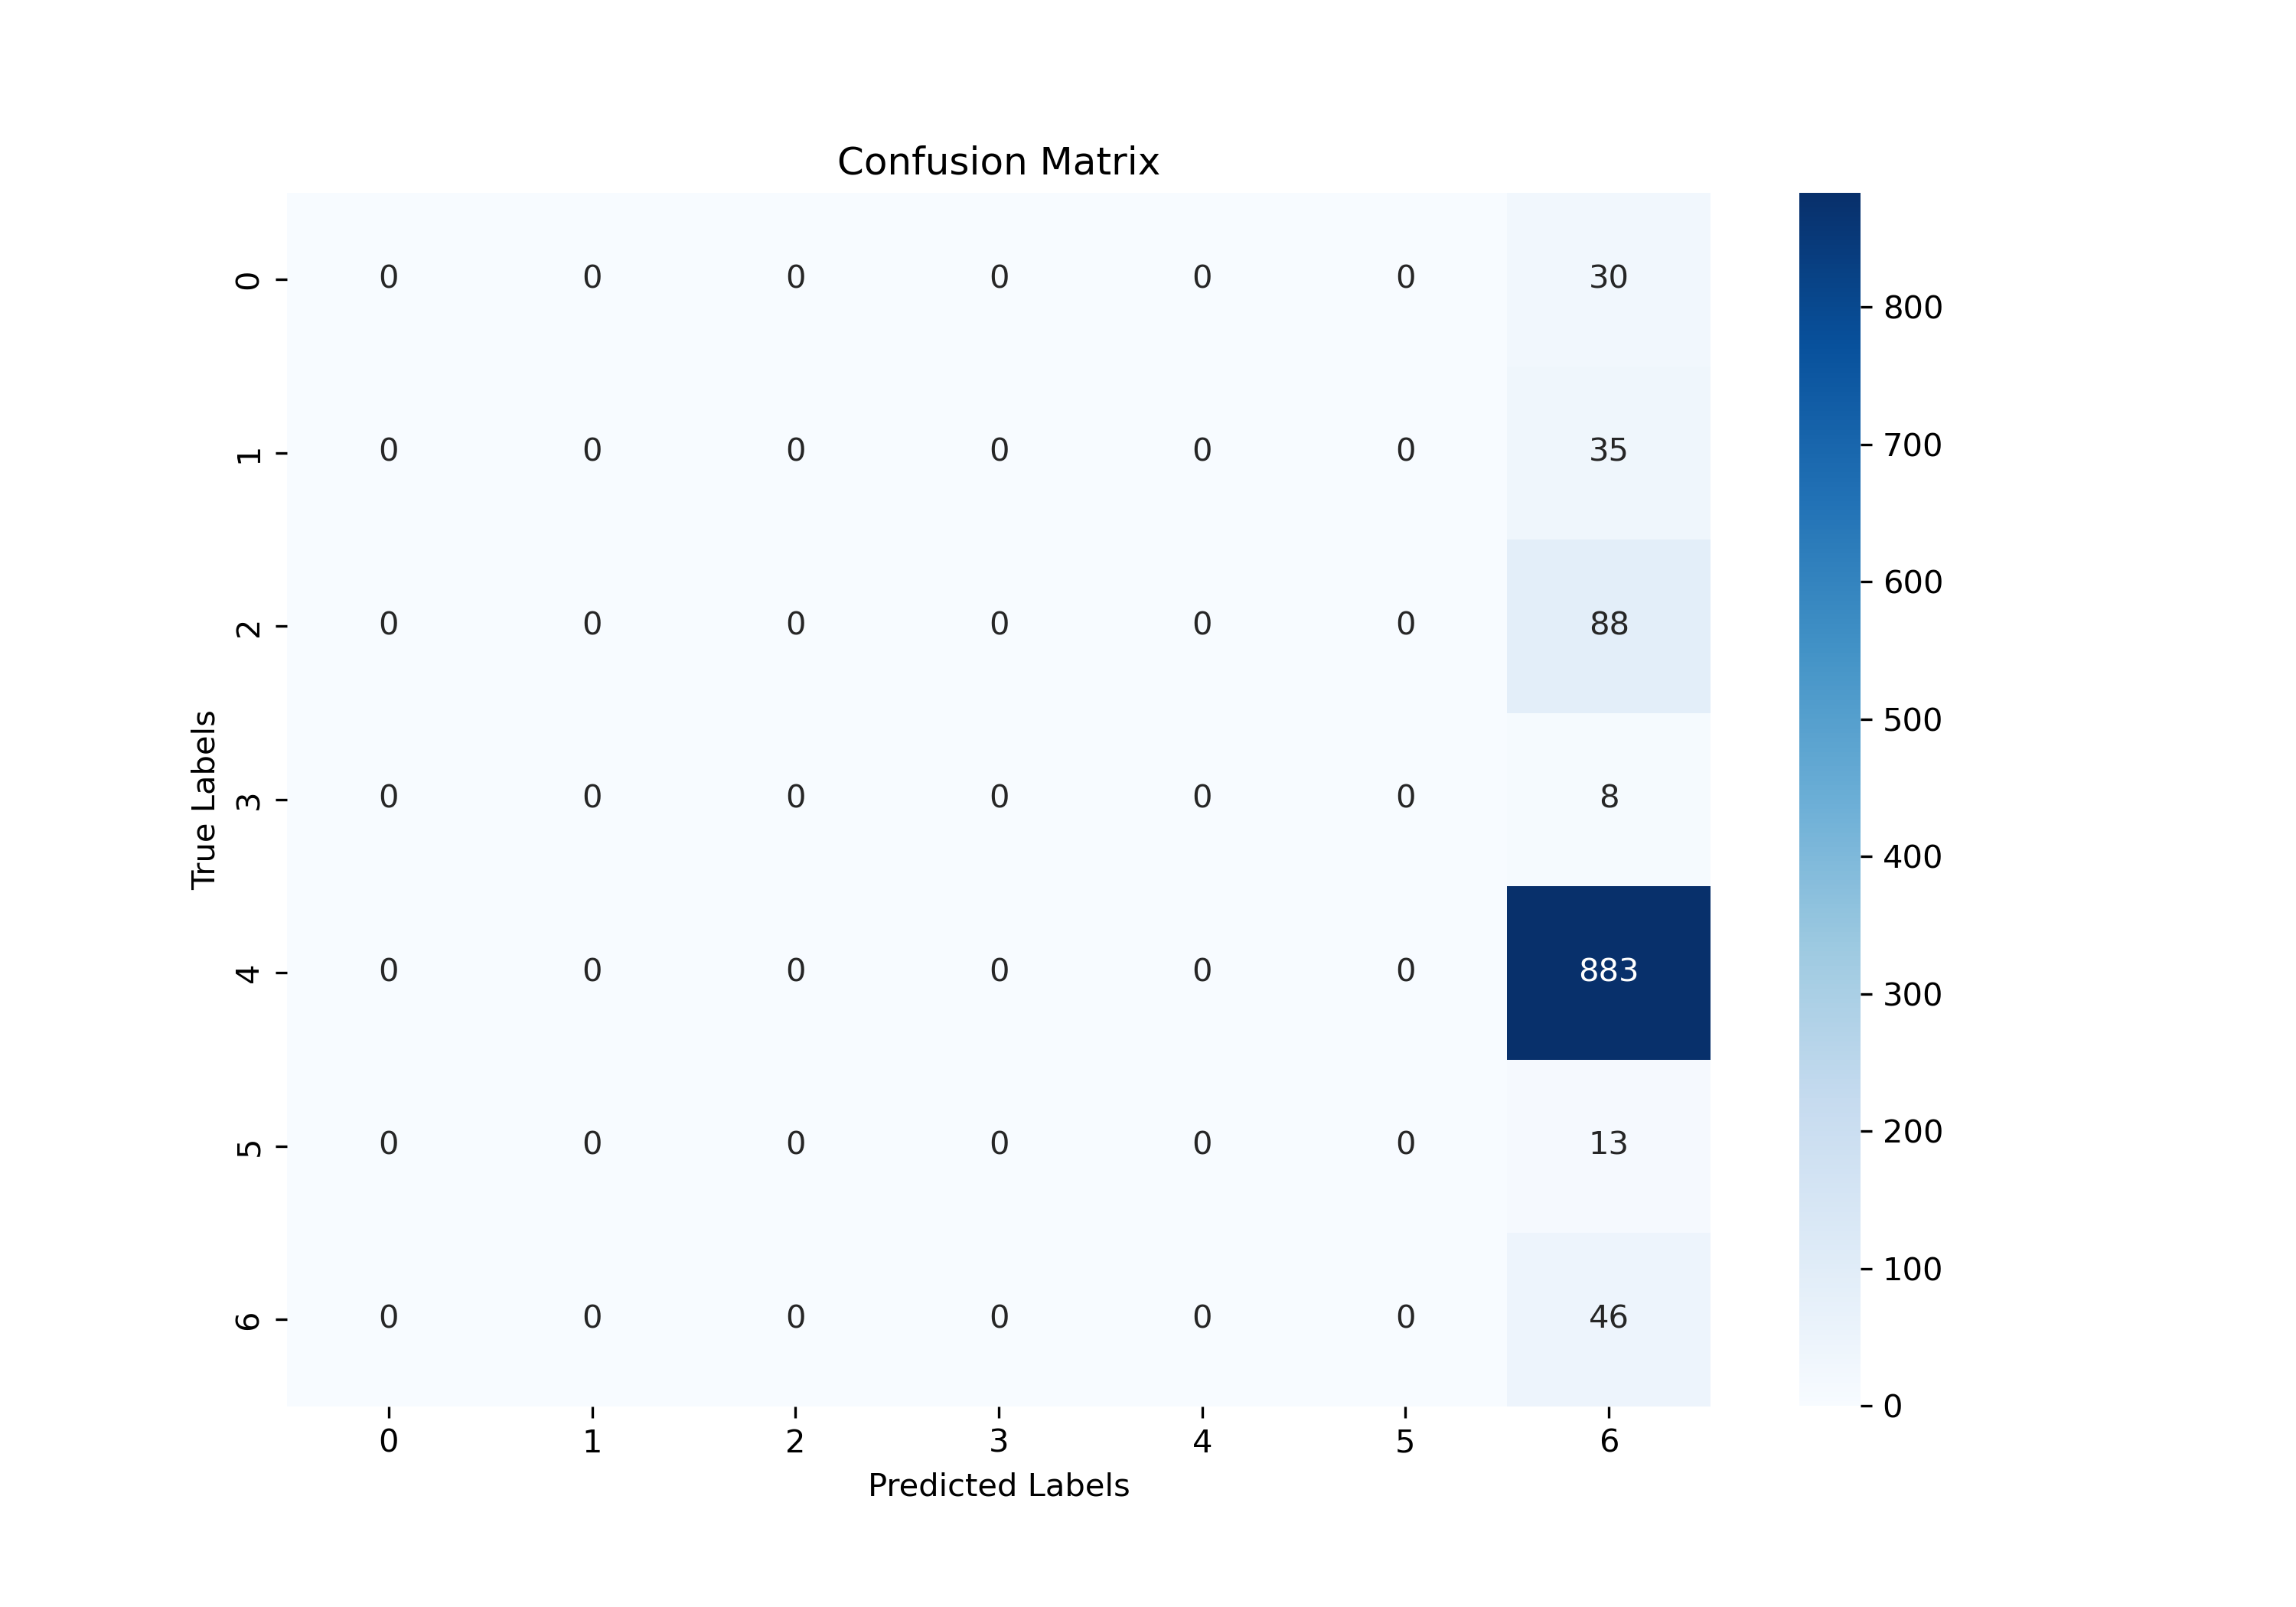 Confusion Matrix
0 0 0 0 0 0 0 30
1 0 0 0 0 0 0 35
2 0 0 0 0 0 0 88
3 0 0 0 0 0 0 8
4 0 0 0 0 0 0 883
5 0 0 0 0 0 0 13
6 0 0 0 0 0 0 46
0 1 2 3 4 5 6
Predicted Labels
True Labels
800
700
600
500
400
300
200
100
0